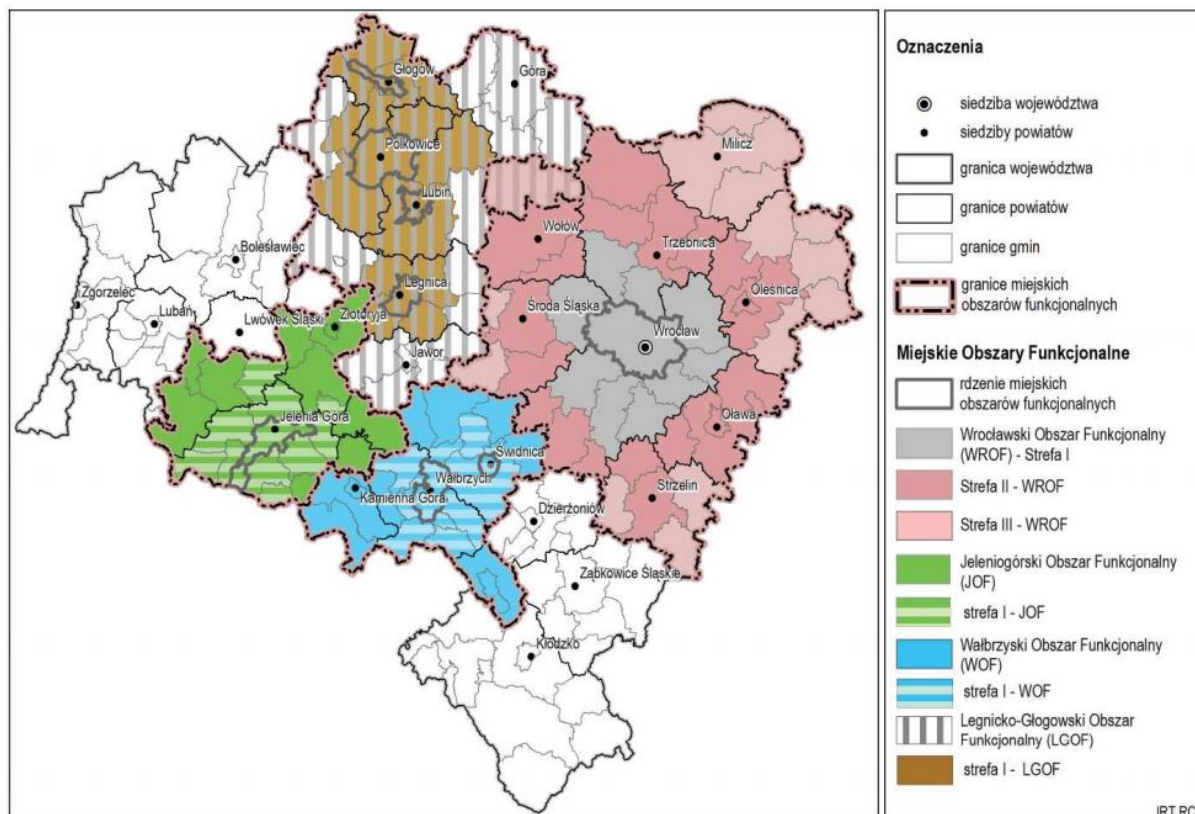 Głogów
Góra
Polkowice
Milicz
Lubin
Wołów
Trzebnica
Bolesławiec
Legnica
Oleśnica
Zgorzelec
Środa Śląska
Lubań
Lwówek Śląski
Złotoryja
Wrocław
Jawor
Jelenia Góra
Oława
Świdnica
Wałbrzych
Kamienna Góra
Strzelin
Dzierżoniów
Ząbkowice Śląskie
Kłodzko
Oznaczenia
siedziba województwa
siedziby powiatów
granica województwa
granice powiatów
granice gmin
granice miejskich
obszarów funkcjonalnych
Miejskie Obszary Funkcjonalne
rdzenie miejskich
obszarów funkcjonalnych
Wrocławski Obszar Funkcjonalny
(WROF) - Strefa I
Strefa II - WROF
Strefa III - WROF
Jeleniogórski Obszar Funkcjonalny
(JOF)
strefa I - JOF
Wałbrzyski Obszar Funkcjonalny
(WOF)
strefa I - WOF
Legnicko-Głogowski Obszar
Funkcjonalny (LGOF)
strefa I - LGOF